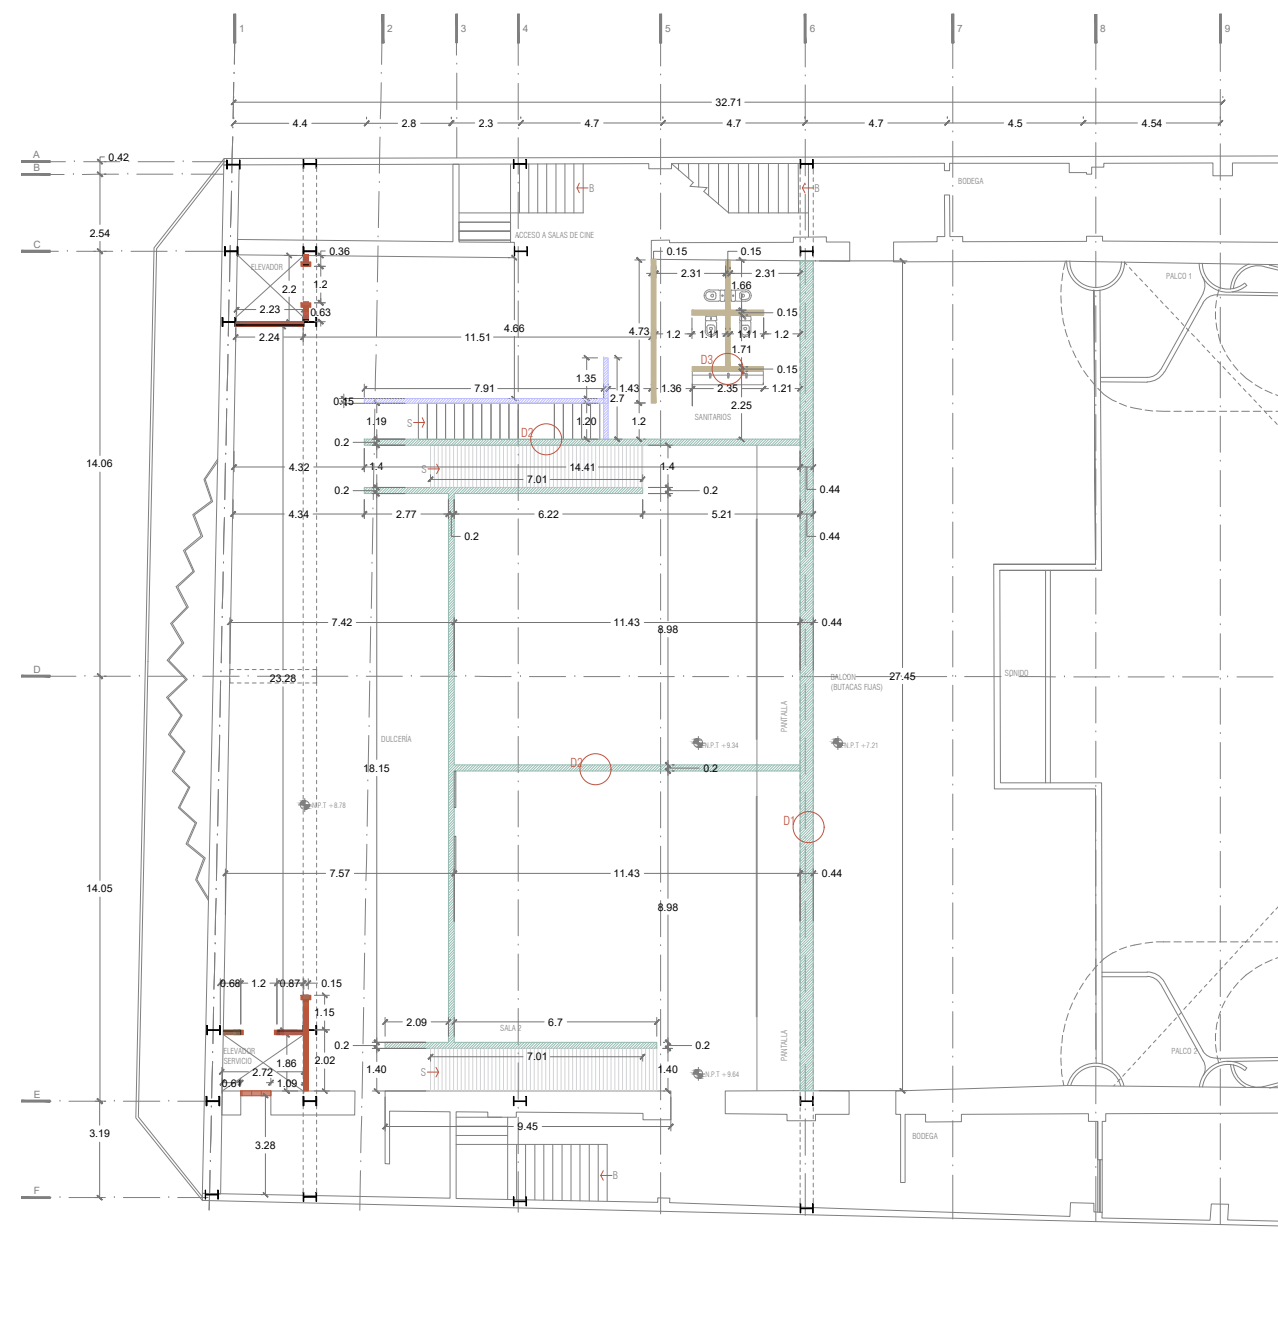 1 2 3 4 5 6 7 8 9
32.71
4.4 2.8 2.3 4.7 4.7 4.7 4.5 4.54
A
0.42
B
B B
BODEGA
2.54
ACCESO A SALAS DE CINE
C
0.36 0.15 0.15
ELEVADOR
2.31 2.31
PALCO 1
2.2 1.2 1.66
2.23 0.63 0.15
4.66 4.73 1.2 1.11 1.11 1.2
2.24 11.51
1.71
D3
0.15
1.35
7.91 1.43 1.36 2.35 1.21
0.15 2.7 2.25
SANITARIOS
1.19 S 1.20 1.2
D2
0.2
14.06
4.32 1.4 S 14.41 1.4
7.01
0.2 0.2 0.44
4.34 2.77 6.22 5.21
0.2 0.44
7.42 11.43 0.44
8.98
D
23.28 27.45
SONIDO
BALCON
(BUTACAS FIJAS)
PANTALLA
DULCERÍA
N.P.T +9.34 N.P.T +7.21
D2
18.15 0.2
N.P.T +8.78
D1
7.57 11.43 0.44
14.05
8.98
0.68 1.2 0.87 0.15
1.15
2.09 6.7
SALA 2
PANTALLA
0.2 0.2
ELEVADOR
SERVICIO
7.01
PALCO 2
1.86 2.02
2.72 1.40 S 1.40
N.P.T +9.64
0.61 1.09
E
9.45
3.19
BODEGA
3.28
B
F